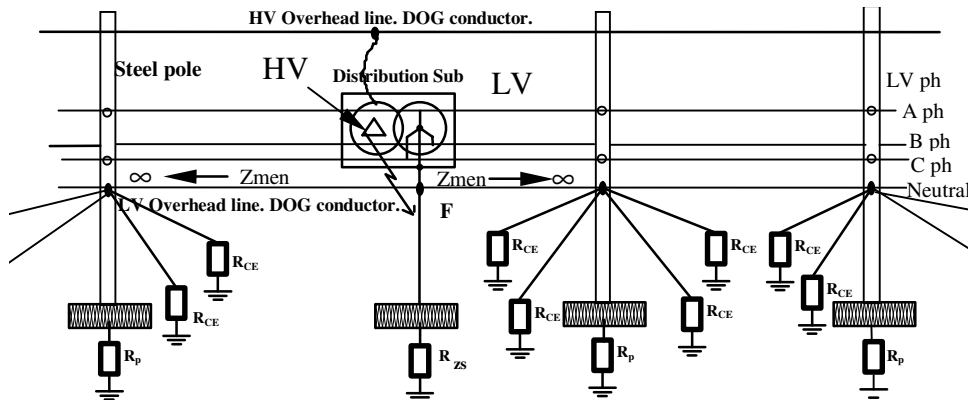 HV Overhead line. DOG conductor.
Steel pole
HV
Distribution Sub
LV
LV ph
A ph
B ph
C ph
∞
Zmen
Zmen
∞
Neutral
LV Overhead line. DOG conductor.
F
RCE
RCE
RCE
RCE
RCE
RCE
RCE
RCE
Rp
R zs
Rp
Rp